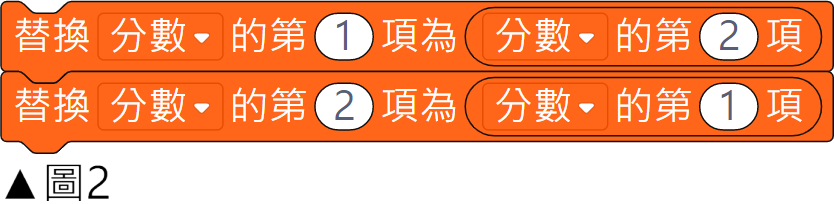 替換 分數 的第 1 項為 分數 的第 2 項
替換 分數 的第 2 項為 分數 的第 1 項
▲圖2